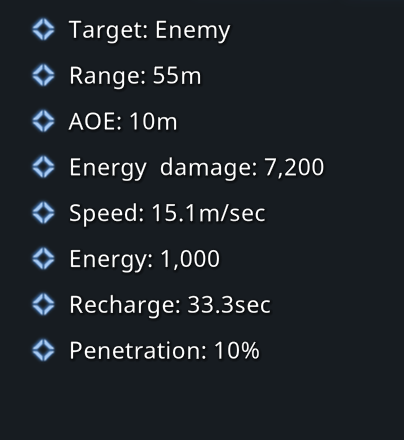 Target: Enemy
Range: 55m
AOE: 10m
Energy  damage: 7,200
Speed: 15.1m/sec
Energy: 1,000
Recharge: 33.3sec
Penetration: 10%